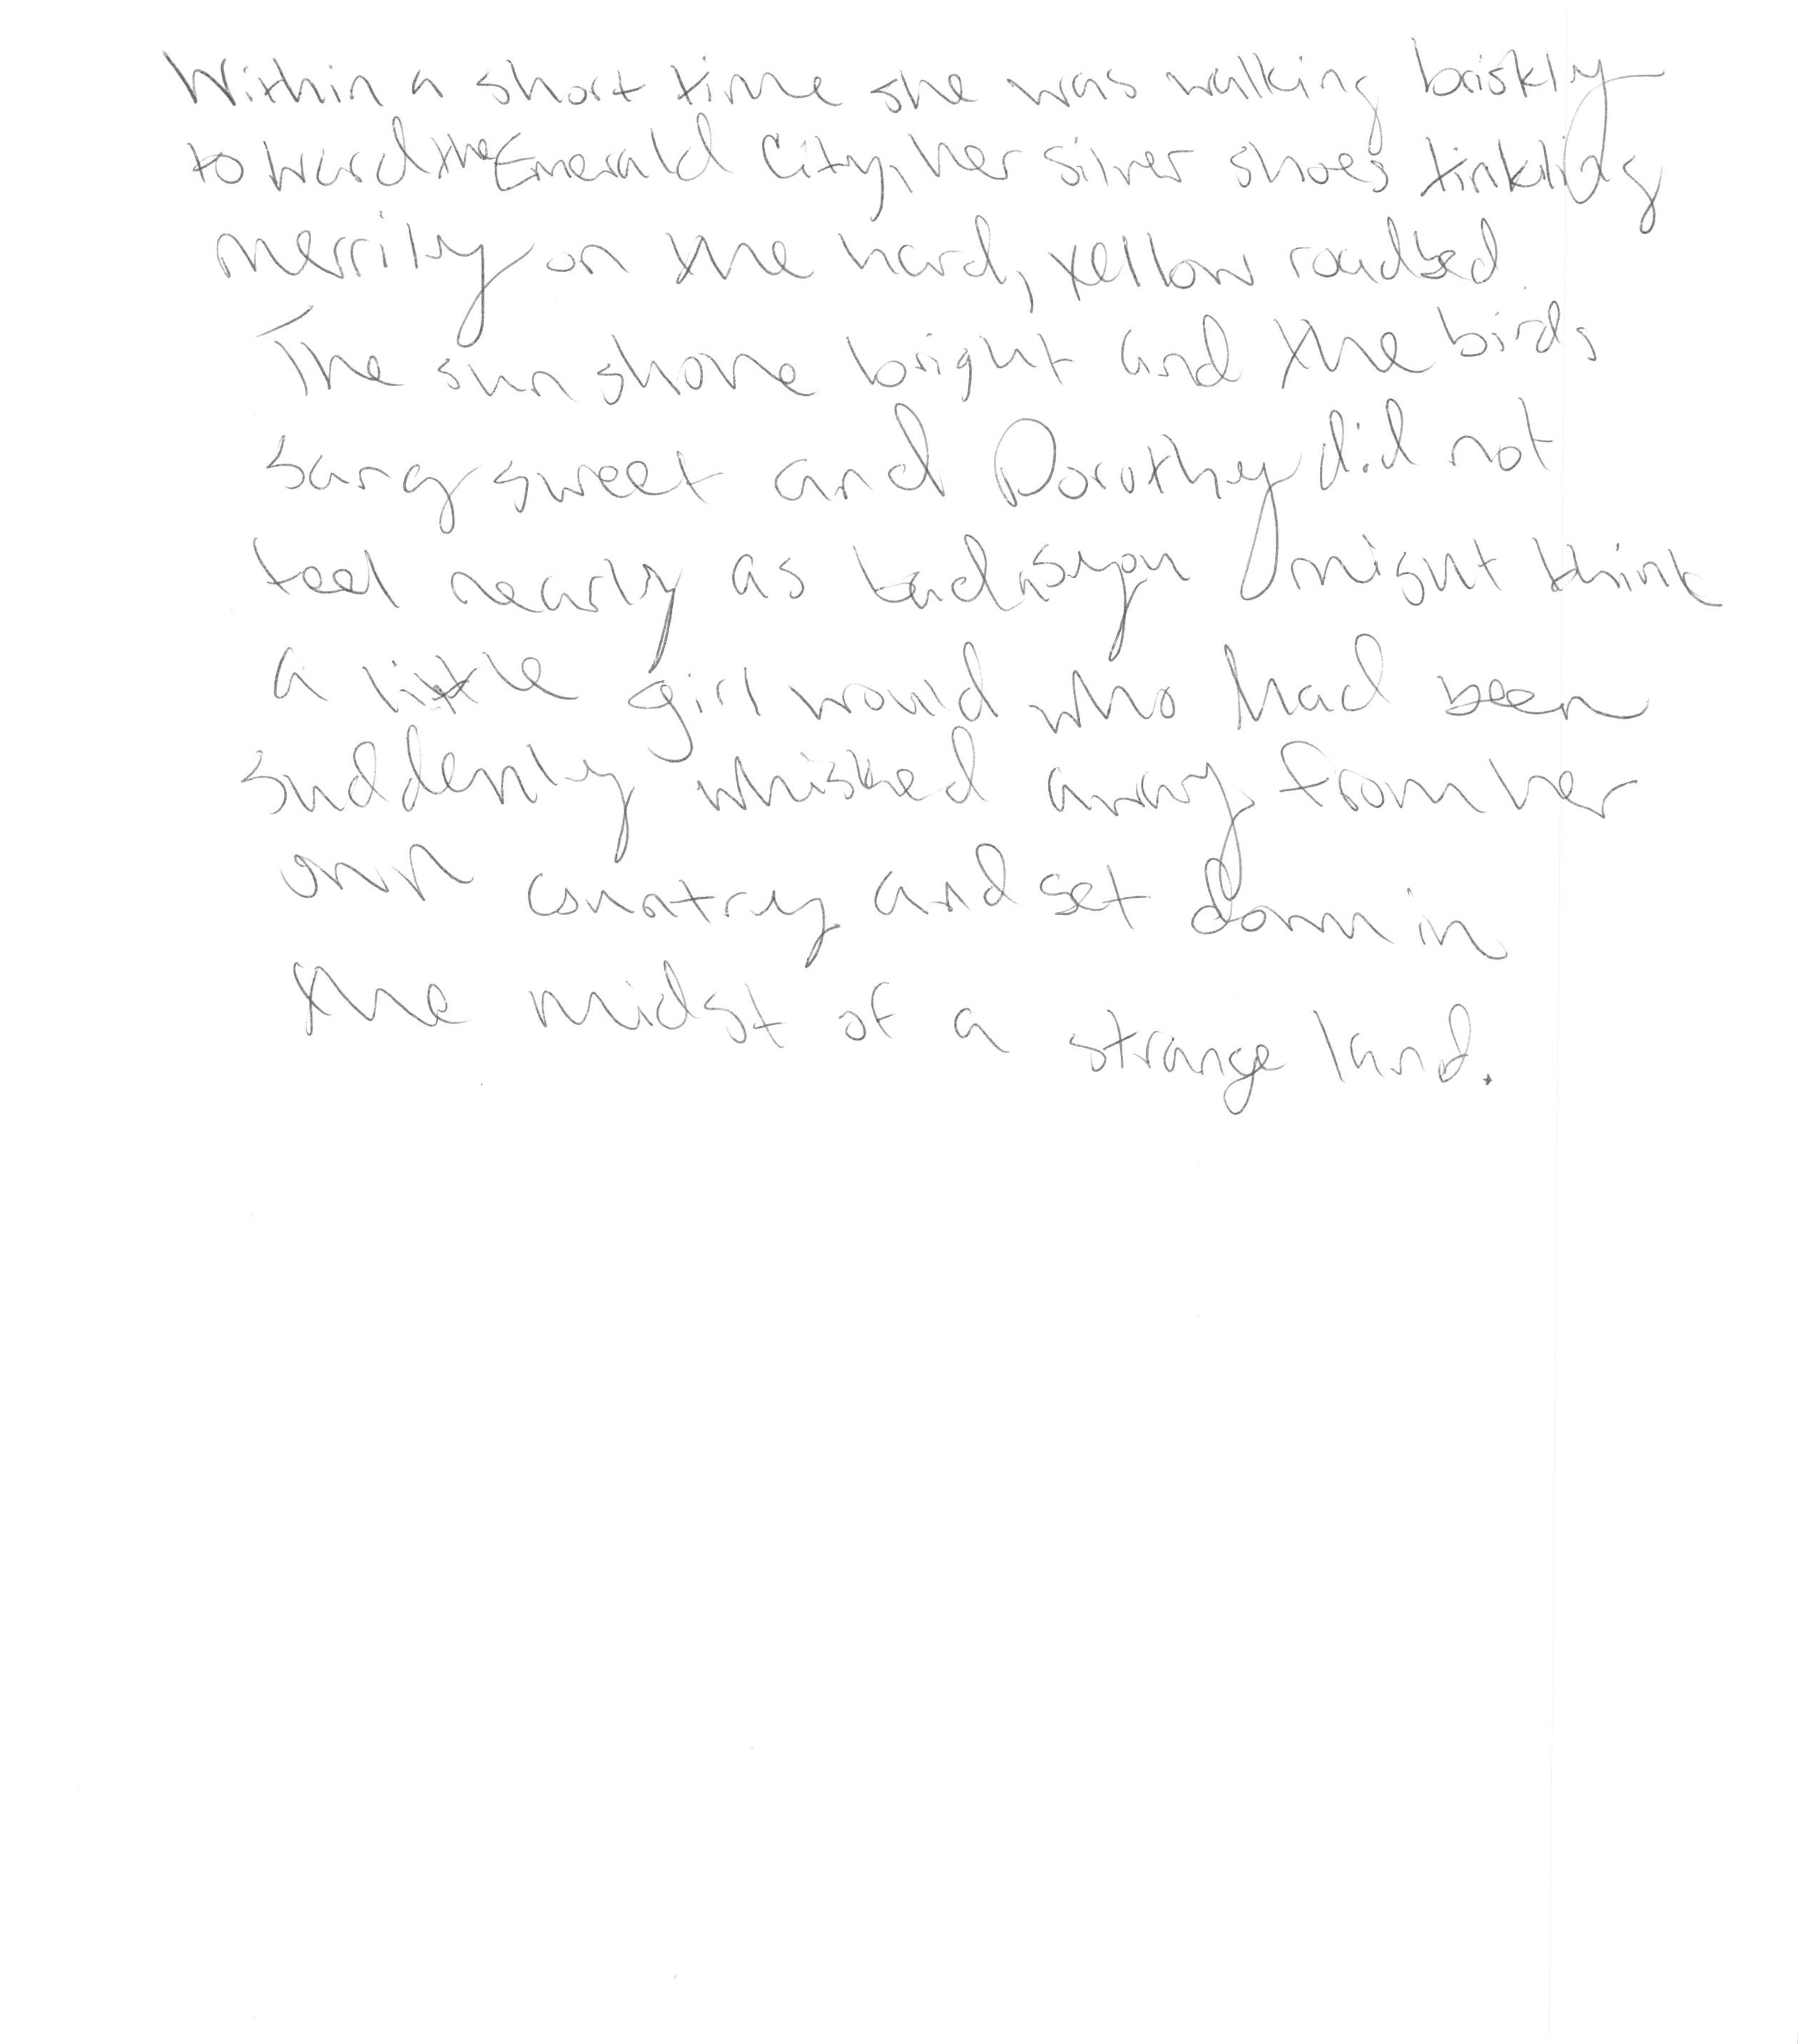 Within a short time she was walking briskly
toward the Emerald City, her silver shoes tinkling
merrily on the hard, yellow roadbed.
The sun shone bright and the birds
sang sweet and Dorothy did not
feel nearly as bad as you might think
a little girl would who had been
suddenly whisked away from her
own country and set down in
the midst of a strange land.